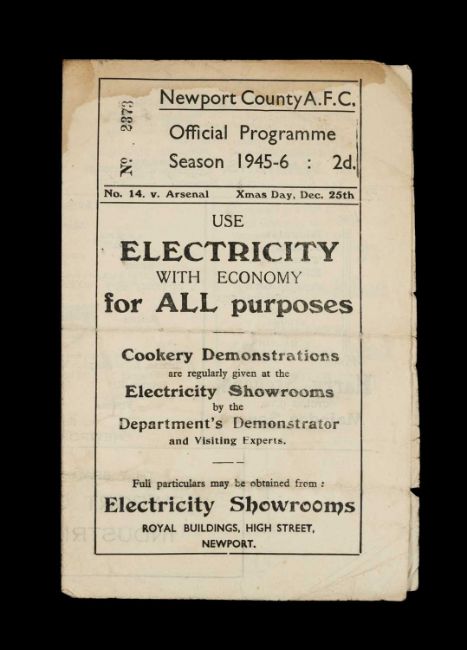 Nº 2373
Newport County A.F.C.
Official Programme
Season 1945-6 : 2d.
No. 14. v. Arsenal Xmas Day, Dec. 25th
USE
ELECTRICITY
WITH ECONOMY
for ALL purposes
Cookery Demonstrations
are regularly given at the
Electricity Showrooms
by the
Department's Demonstrator
and Visiting Experts.
Full particulars may be obtained from :
Electricity Showrooms
ROYAL BUILDINGS, HIGH STREET,
NEWPORT.